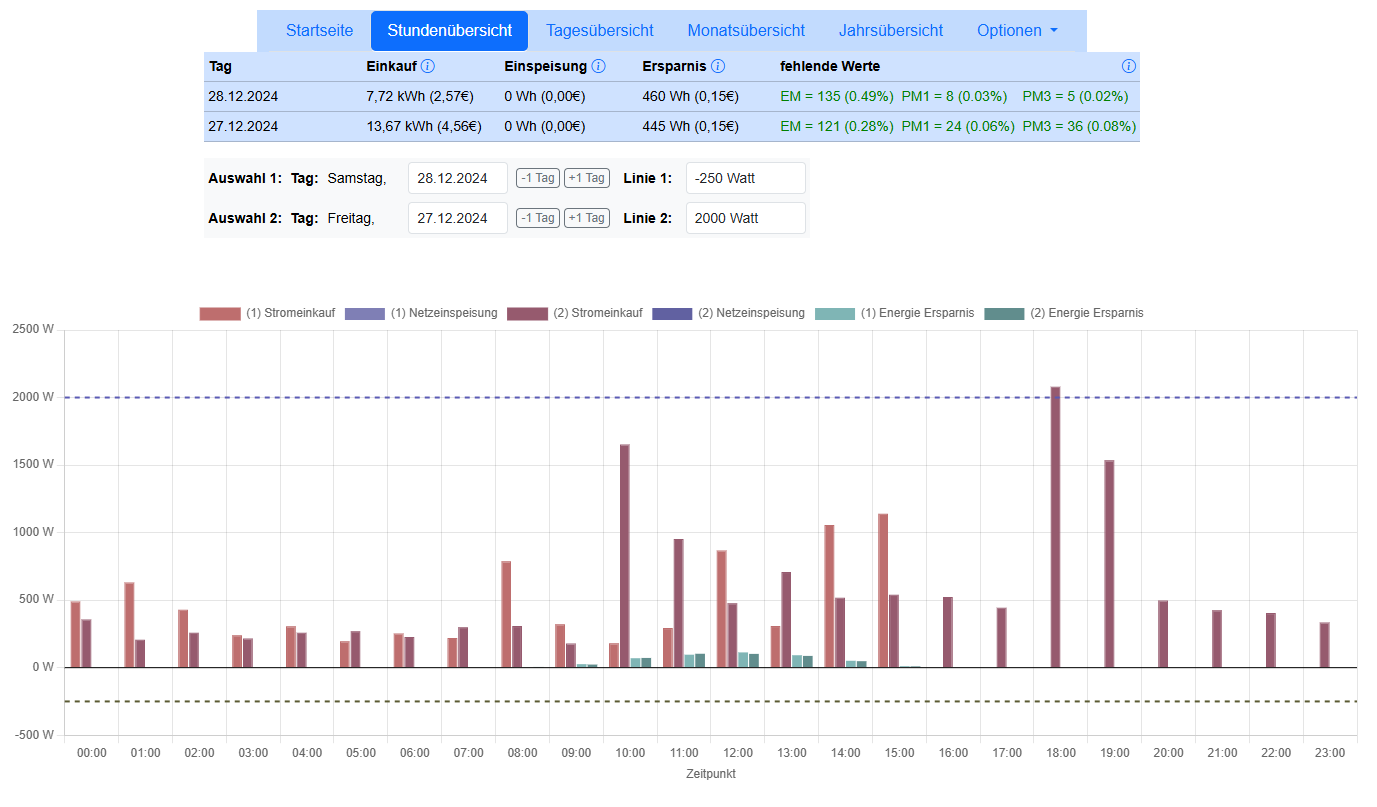 Startseite Stundenübersicht Tagesübersicht Monatsübersicht Jahrsübersicht Optionen
Tag Einkauf Einspeisung Ersparnis fehlende Werte
28.12.2024 7,72 kWh (2,57€) 0 Wh (0,00€) 460 Wh (0,15€) EM = 135 (0.49%) PM1 = 8 (0.03%) PM3 = 5 (0.02%)
27.12.2024 13,67 kWh (4,56€) 0 Wh (0,00€) 445 Wh (0,15€) EM = 121 (0.28%) PM1 = 24 (0.06%) PM3 = 36 (0.08%)
Auswahl 1: Tag: Samstag, 28.12.2024 -1 Tag +1 Tag Linie 1: -250 Watt
Auswahl 2: Tag: Freitag, 27.12.2024 -1 Tag +1 Tag Linie 2: 2000 Watt
(1) Stromeinkauf (1) Netzeinspeisung (2) Stromeinkauf (2) Netzeinspeisung (1) Energie Ersparnis (2) Energie Ersparnis
2500 W
2000 W
1500 W
1000 W
500 W
0 W
-500 W
00:00 01:00 02:00 03:00 04:00 05:00 06:00 07:00 08:00 09:00 10:00 11:00 12:00 13:00 14:00 15:00 16:00 17:00 18:00 19:00 20:00 21:00 22:00 23:00
Zeitpunkt